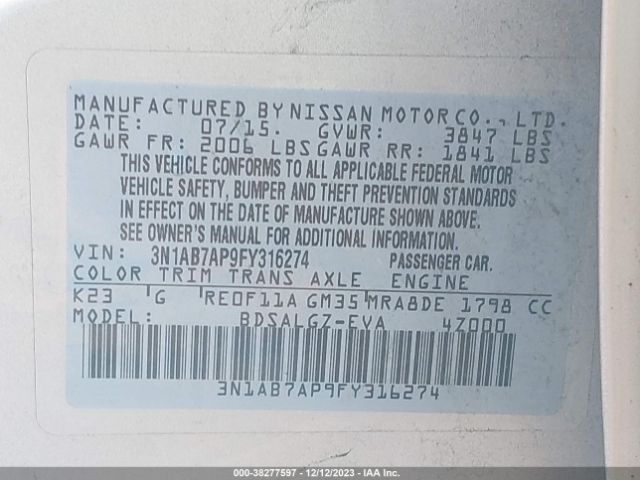 MANUFACTURED BY NISSAN MOTOR CO., LTD.
DATE: 07/15. GVWR: 3847 LBS
GAWR FR: 2006 LBS GAWR RR: 1841 LBS
THIS VEHICLE CONFORMS TO ALL APPLICABLE FEDERAL MOTOR
VEHICLE SAFETY, BUMPER AND THEFT PREVENTION STANDARDS
IN EFFECT ON THE DATE OF MANUFACTURE SHOWN ABOVE.
SEE OWNER'S MANUAL FOR ADDITIONAL INFORMATION.
VIN: 3N1AB7AP9FY316274 PASSENGER CAR.
COLOR TRIM TRANS AXLE ENGINE
K23 G RE0F11A GM35 MRA8DE 1798 CC
MODEL: BDSALGZ-EVA 4Z000
3N1AB7AP9FY316274
000-38277597 - 12/12/2023 - IAA Inc.